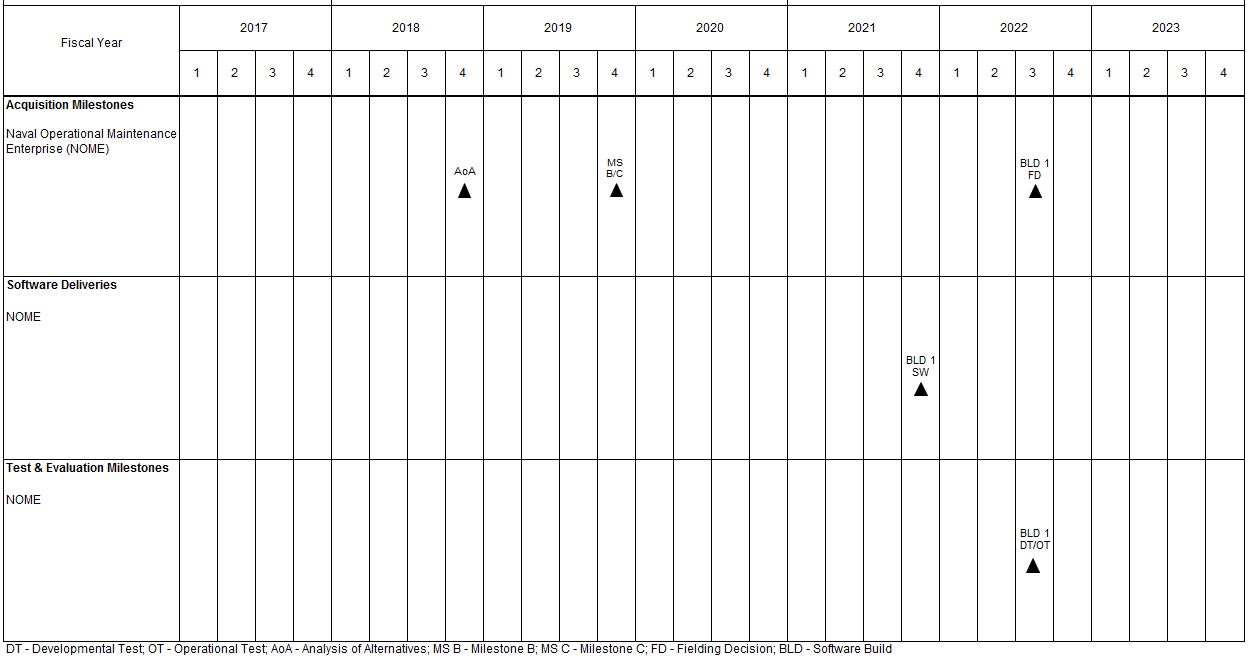 Fiscal Year
2017 2018 2019 2020 2021 2022 2023
1 2 3 4 1 2 3 4 1 2 3 4 1 2 3 4 1 2 3 4 1 2 3 4 1 2 3 4
Acquisition Milestones
Naval Operational Maintenance
Enterprise (NOME)
AoA
MS
B/C
BLD 1
FD
Software Deliveries
NOME
BLD 1
SW
Test & Evaluation Milestones
NOME
BLD 1
DT/OT
DT - Developmental Test; OT - Operational Test; AoA - Analysis of Alternatives; MS B - Milestone B; MS C - Milestone C; FD - Fielding Decision; BLD - Software Build